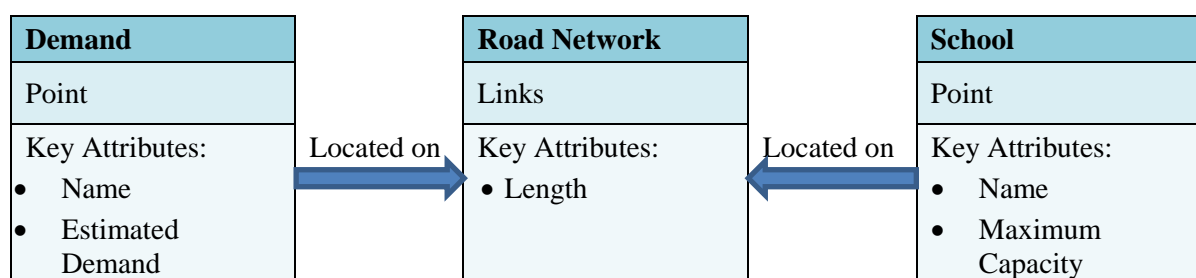 Demand
Point
Key Attributes:
• Name
• Estimated
Demand
Located on
Road Network
Links
Key Attributes:
• Length
Located on
School
Point
Key Attributes:
• Name
• Maximum
Capacity